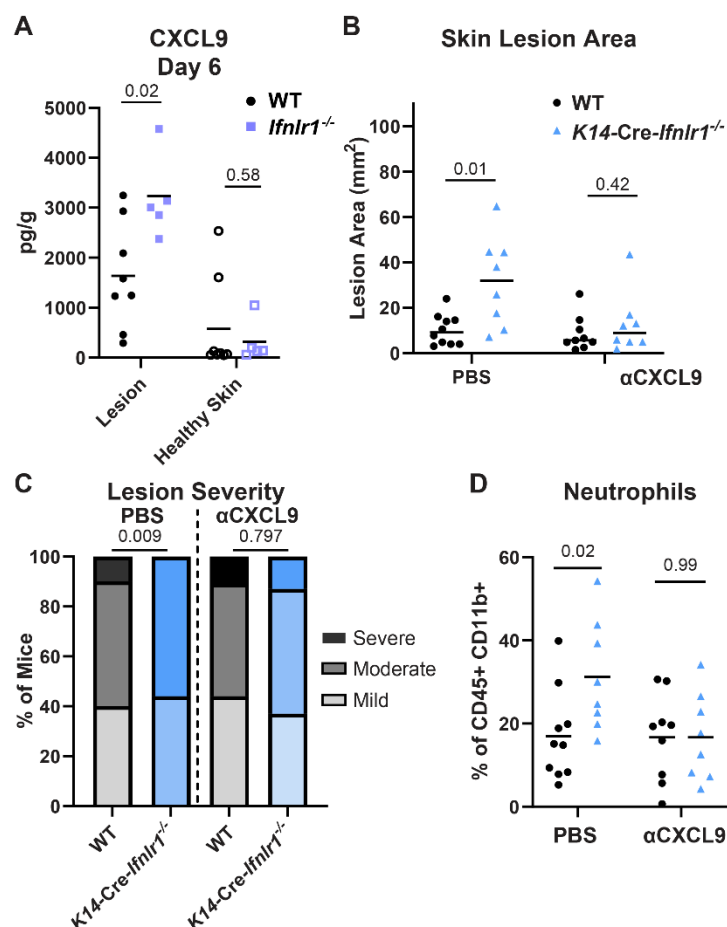 A
CXCL9
Day 6
0.02
WT
Ifnlr1-/-
0.58
5000
4000
3000
2000
1000
0
pg/g
Lesion
Healthy Skin
B
Skin Lesion Area
WT
K14-Cre-Ifnlr1-/-
100
80
60
40
20
0
Lesion Area (mm2)
0.01
0.42
PBS
αCXCL9
C
Lesion Severity
PBS
αCXCL9
0.009
0.797
100
80
60
40
20
0
% of Mice
Severe
Moderate
Mild
WT
K14-Cre-Ifnlr1-/-
WT
K14-Cre-Ifnlr1-/-
D
Neutrophils
0.02
0.99
60
40
20
0
% of CD45+ CD11b+
PBS
αCXCL9